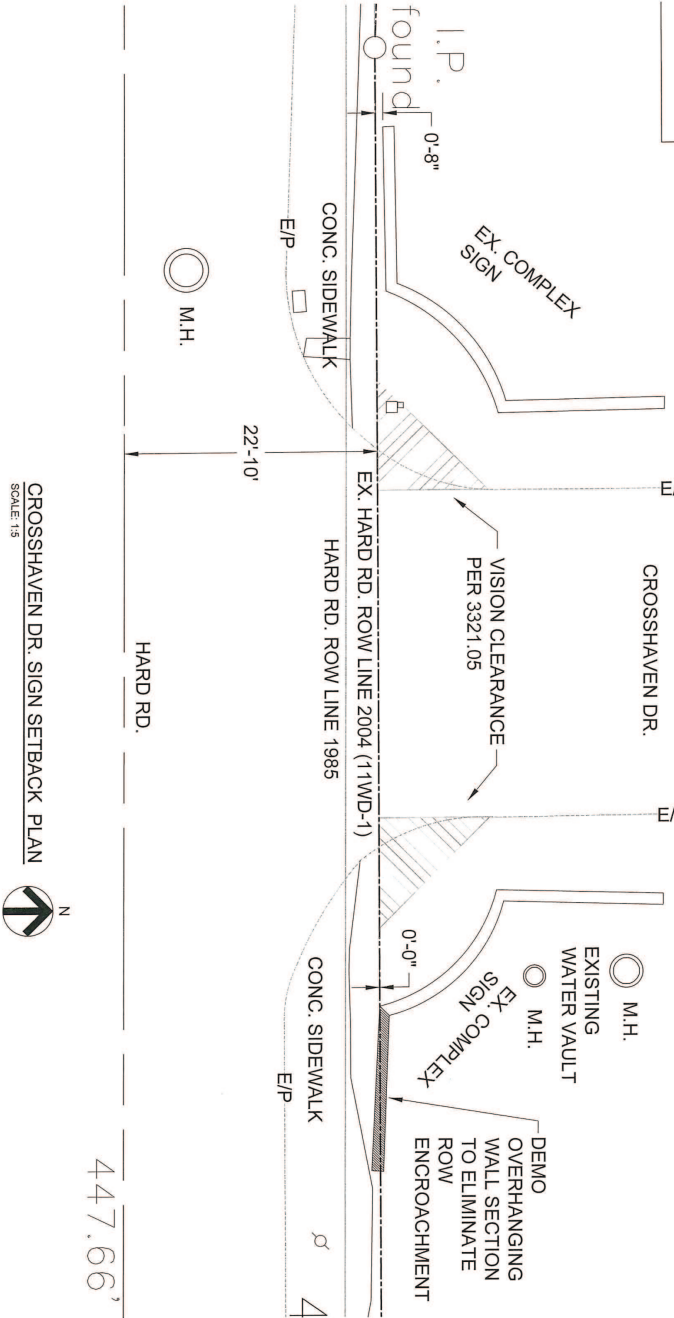 I.P.
found
0'-8"
EX. COMPLEX
SIGN
CROSSHAVEN DR.
E/
E/
VISION CLEARANCE
PER 3321.05
CONC. SIDEWALK
E/P
M.H.
22'-10'
EX. HARD RD. ROW LINE 2004 (11WD-1)
HARD RD. ROW LINE 1985
HARD RD.
0'-0"
EX. COMPLEX
SIGN
EXISTING
WATER VAULT
M.H.
M.H.
DEMO
OVERHANGING
WALL SECTION
TO ELIMINATE
ROW
ENCROACHMENT
CONC. SIDEWALK
E/P
4
447.66'
CROSSHAVEN DR. SIGN SETBACK PLAN
SCALE: 1:5
N